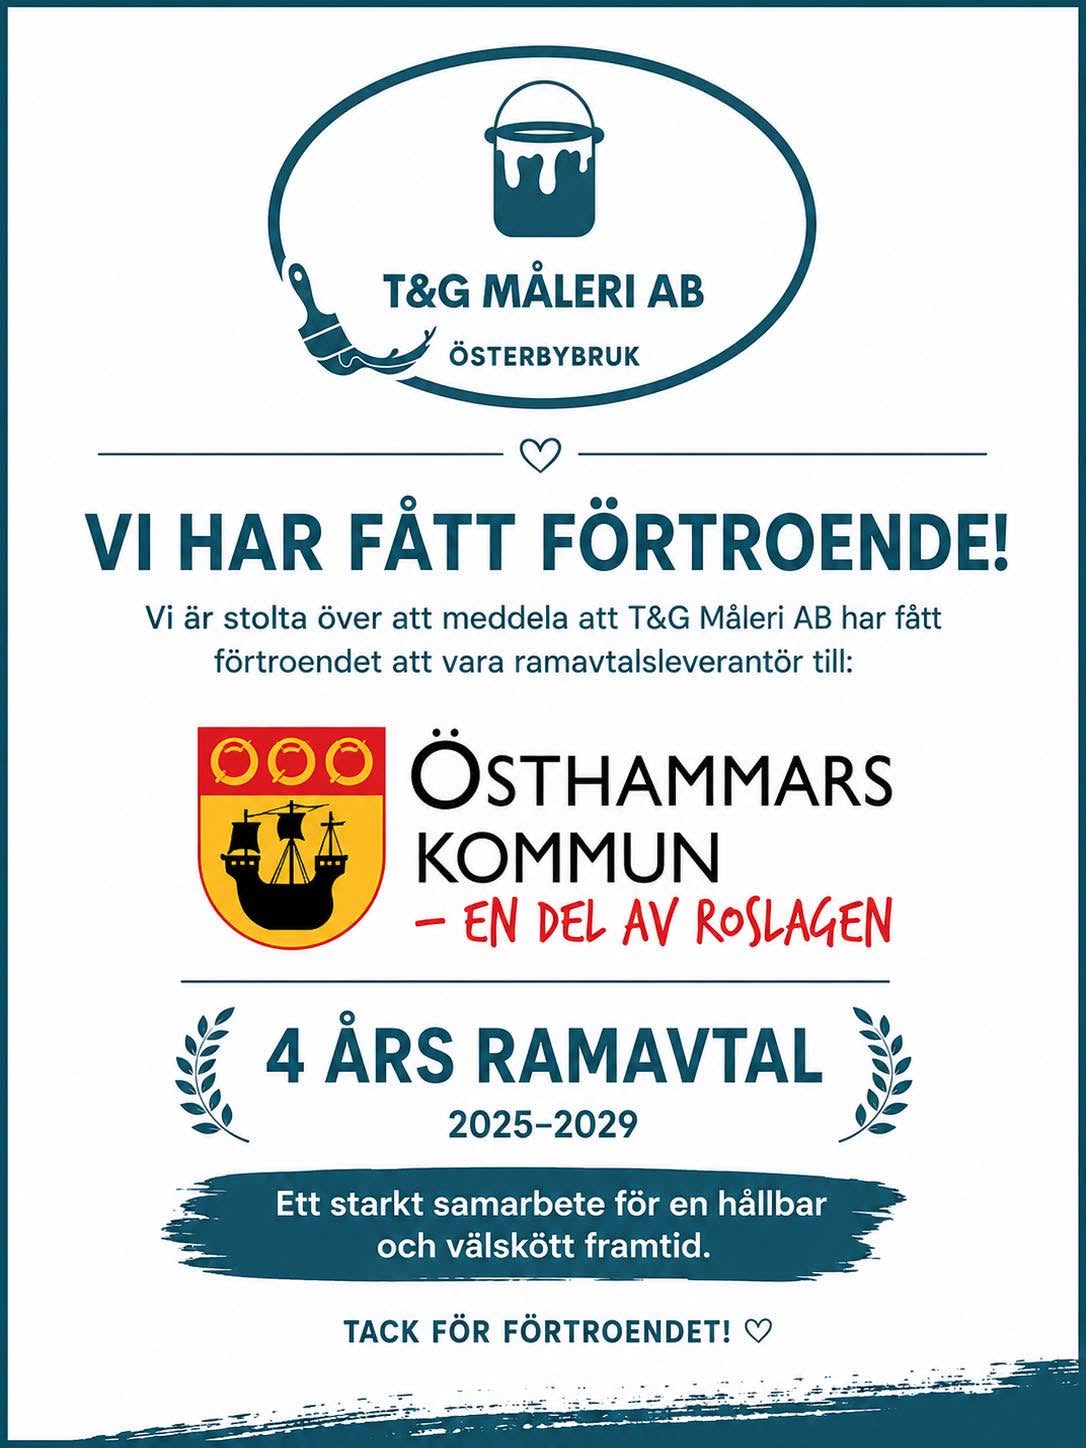 T&G MÅLERI AB
ÖSTERBYBRUK
VI HAR FÅTT FÖRTROENDE!
Vi är stolta över att meddela att T&G Måleri AB har fått
förtroendet att vara ramavtalsleverantör till:
ÖSTHAMMARS
KOMMUN
– EN DEL AV ROSLAGEN
4 ÅRS RAMAVTAL
2025–2029
Ett starkt samarbete för en hållbar
och välskött framtid.
TACK FÖR FÖRTROENDET! ♡